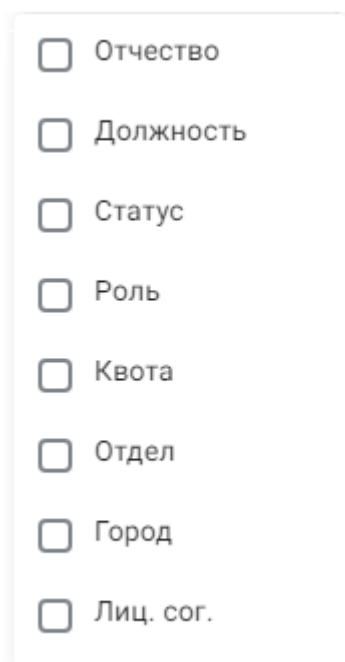 Отчество
Должность
Статус
Роль
Квота
Отдел
Город
Лиц. сог.